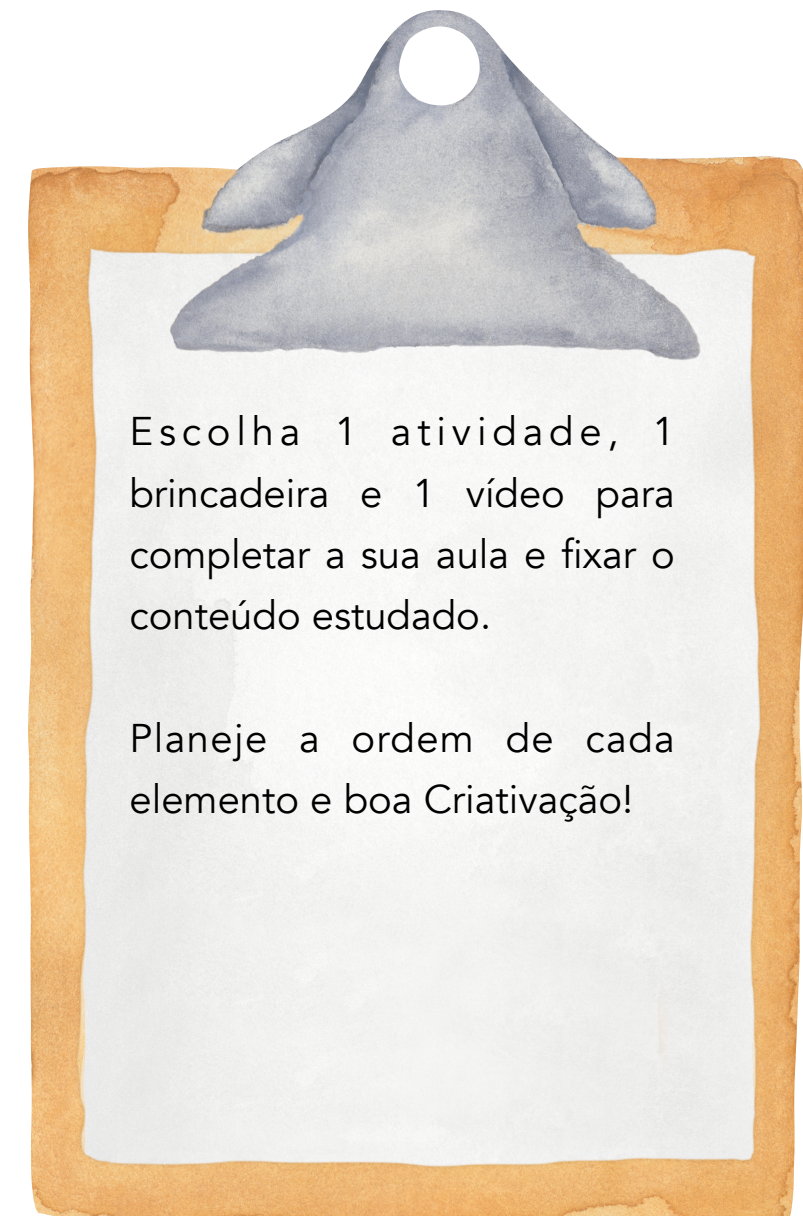 Escolha 1 atividade, 1
brincadeira e 1 vídeo para
completar a sua aula e fixar o
conteúdo estudado.
Planeje a ordem de cada
elemento e boa Criativação!